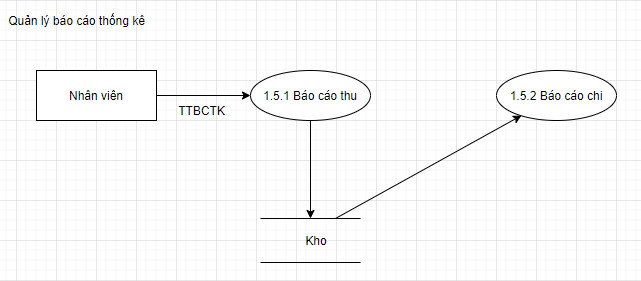 Quản lý báo cáo thống kê
Nhân viên
TTBCTK
1.5.1 Báo cáo thu
1.5.2 Báo cáo chi
Kho